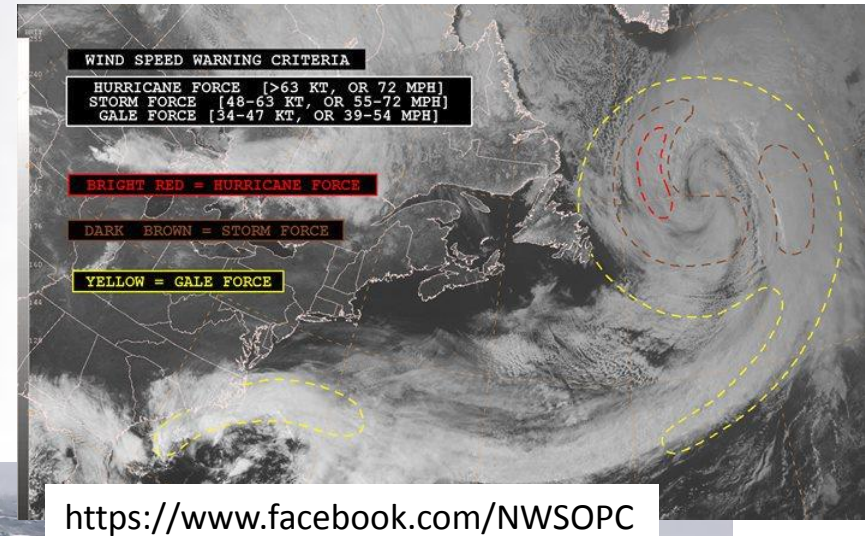 WIND SPEED WARNING CRITERIA
HURRICANE FORCE [>63 KT, OR 72 MPH]
STORM FORCE [48-63 KT, OR 55-72 MPH]
GALE FORCE [34-47 KT, OR 39-54 MPH]
BRIGHT RED = HURRICANE FORCE
DARK BROWN = STORM FORCE
YELLOW = GALE FORCE
https://www.facebook.com/NWSOPC